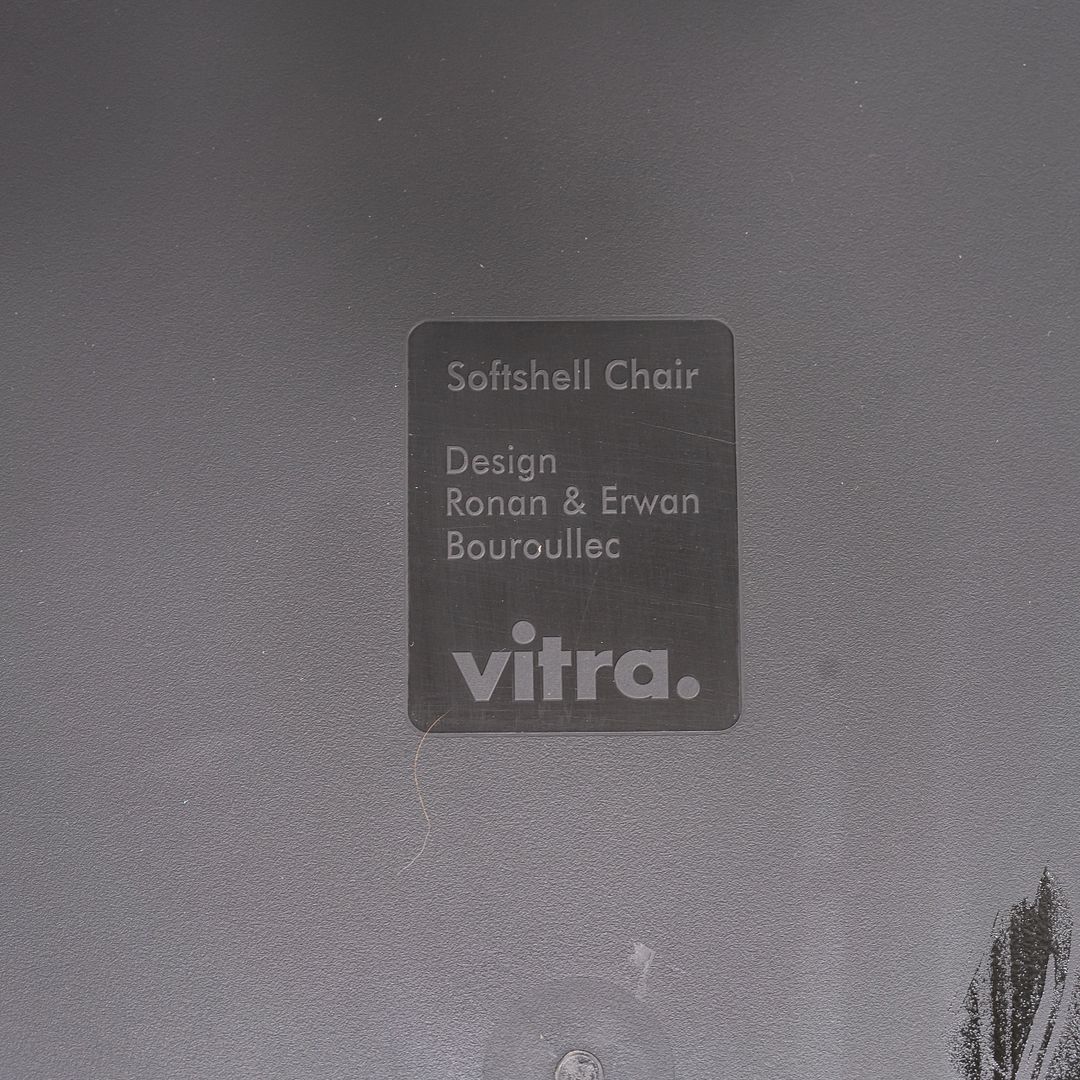 Softshell Chair
Design
Ronan & Erwan
Bouroullec
vitra.